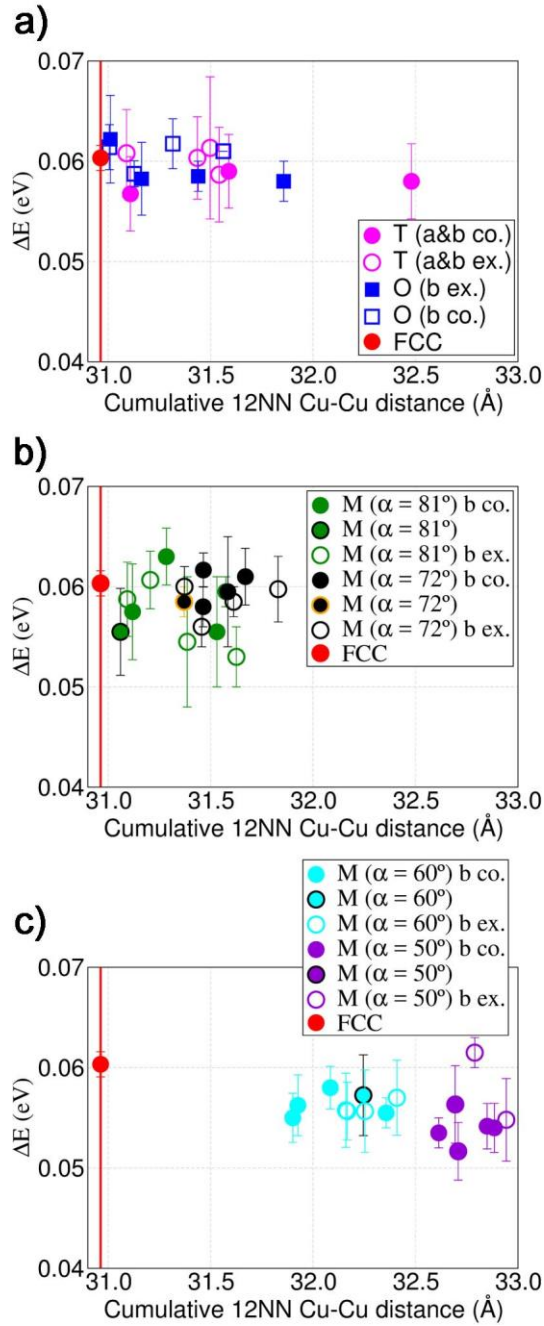 a)
0.07
0.06
0.05
0.04
ΔE (eV)
T (a&b co.)
T (a&b ex.)
O (b ex.)
O (b co.)
FCC
31.0 31.5 32.0 32.5 33.0
Cumulative 12NN Cu-Cu distance (Å)
b)
0.07
0.06
0.05
0.04
ΔE (eV)
M (α = 81º) b co.
M (α = 81º)
M (α = 81º) b ex.
M (α = 72º) b co.
M (α = 72º)
M (α = 72º) b ex.
FCC
31.0 31.5 32.0 32.5 33.0
Cumulative 12NN Cu-Cu distance (Å)
M (α = 60º) b co.
M (α = 60º)
M (α = 60º) b ex.
M (α = 50º) b co.
M (α = 50º)
M (α = 50º) b ex.
FCC
c)
0.07
0.06
0.05
0.04
ΔE (eV)
31.0 31.5 32.0 32.5 33.0
Cumulative 12NN Cu-Cu distance (Å)